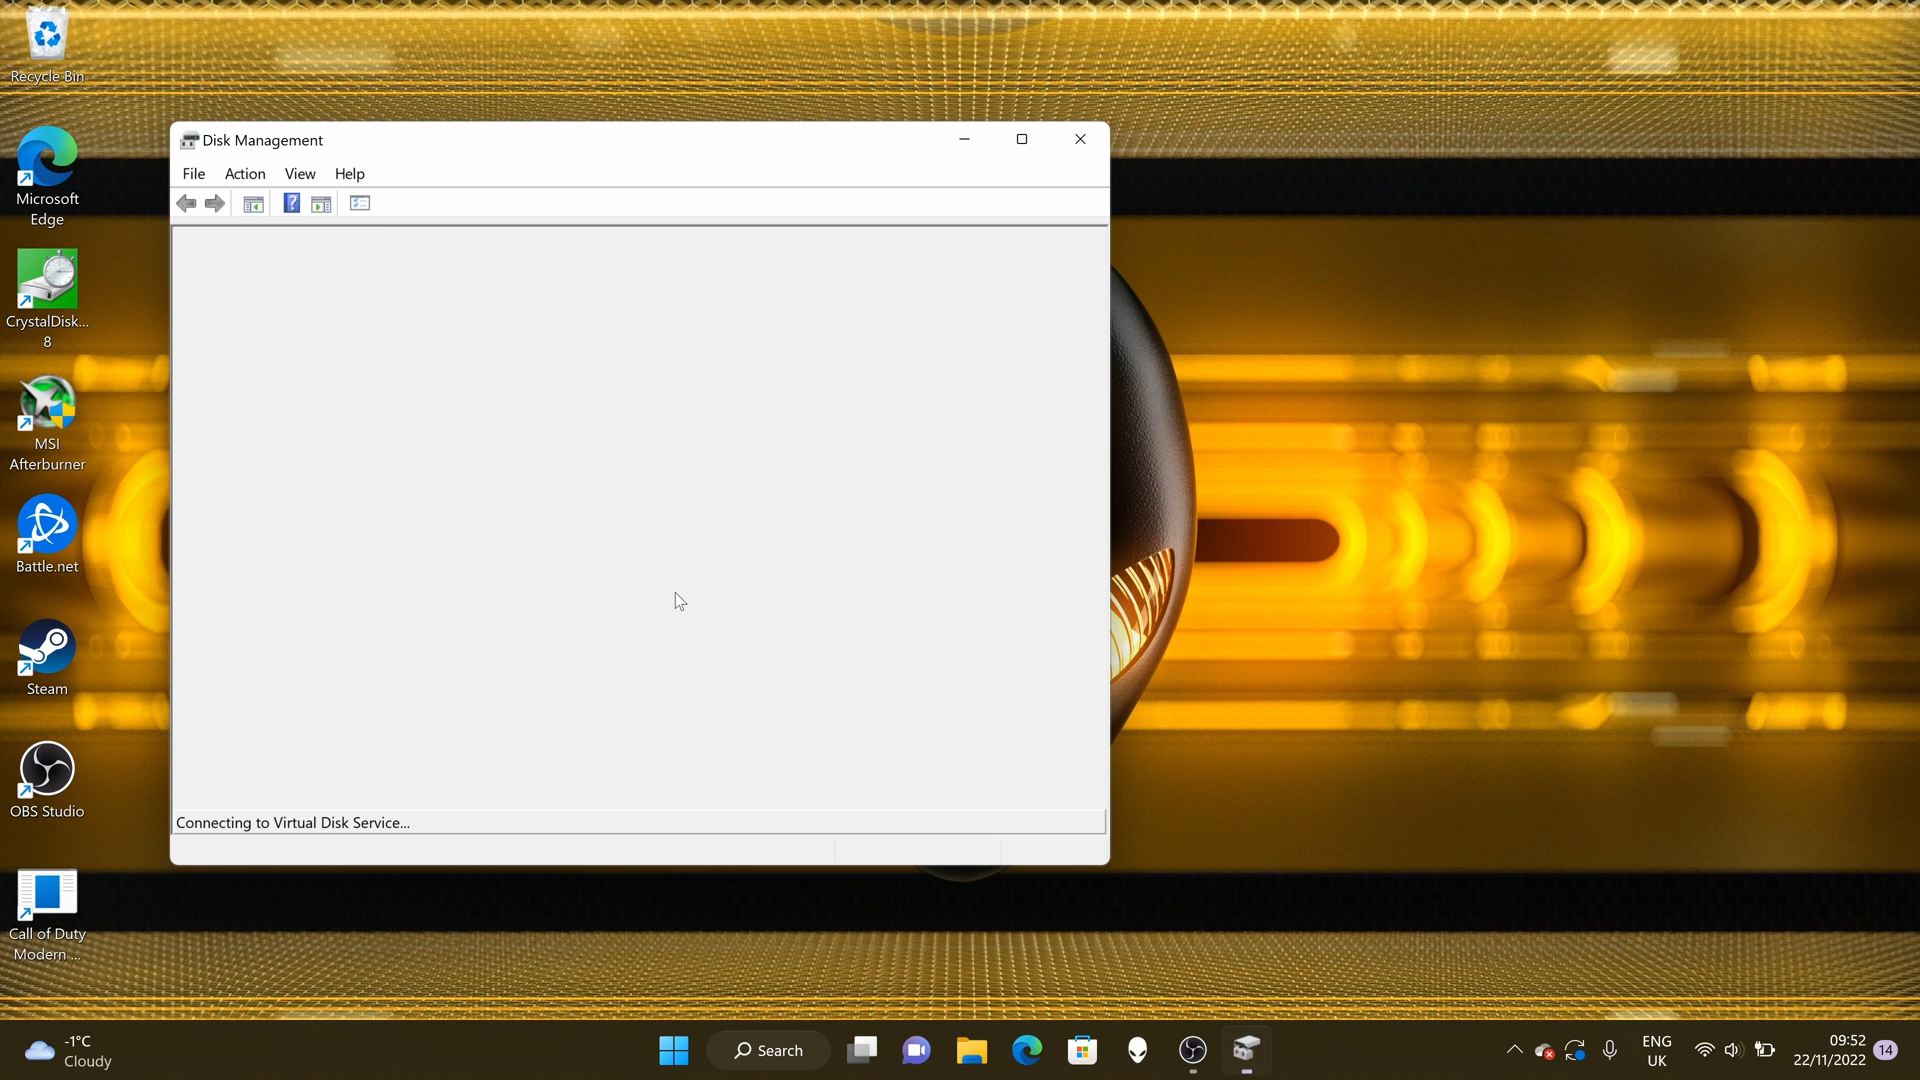 Recycle Bin
Microsoft
Edge
CrystalDisk...
8
MSI
Afterburner
Battle.net
Steam
OBS Studio
Call of Duty
Modern ...
Disk Management
File Action View Help
Connecting to Virtual Disk Service...
-1°C
Cloudy
Search
ENG
UK
09:52
22/11/2022
14